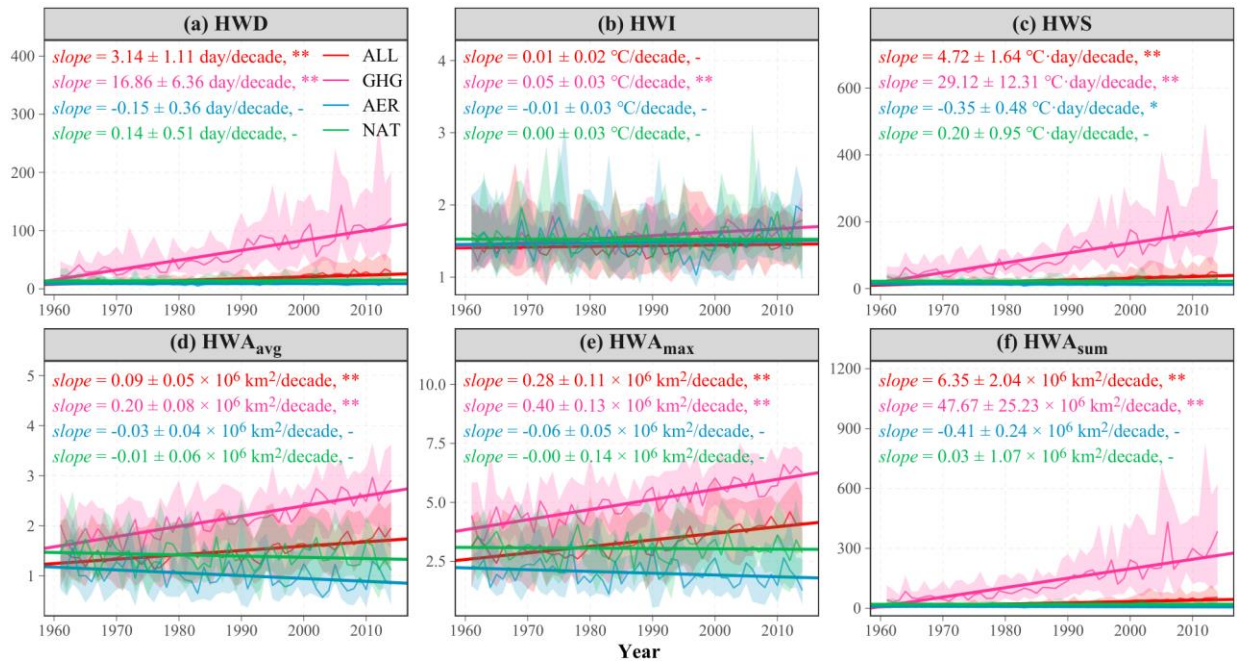 (a) HWD
400
300
200
100
0
slope = 3.14 ± 1.11 day/decade, **
slope = 16.86 ± 6.36 day/decade, **
slope = -0.15 ± 0.36 day/decade, -
slope = 0.14 ± 0.51 day/decade, -
ALL
GHG
AER
NAT
1960 1970 1980 1990 2000 2010
(b) HWI
4
3
2
1
slope = 0.01 ± 0.02 °C/decade, -
slope = 0.05 ± 0.03 °C/decade, **
slope = -0.01 ± 0.03 °C/decade, -
slope = 0.00 ± 0.03 °C/decade, -
1960 1970 1980 1990 2000 2010
(c) HWS
600
400
200
0
slope = 4.72 ± 1.64 °C·day/decade, **
slope = 29.12 ± 12.31 °C·day/decade, **
slope = -0.35 ± 0.48 °C·day/decade, *
slope = 0.20 ± 0.95 °C·day/decade, -
1960 1970 1980 1990 2000 2010
(d) HWAavg
5
4
3
2
1
slope = 0.09 ± 0.05 × 10⁶ km²/decade, **
slope = 0.20 ± 0.08 × 10⁶ km²/decade, **
slope = -0.03 ± 0.04 × 10⁶ km²/decade, -
slope = -0.01 ± 0.06 × 10⁶ km²/decade, -
1960 1970 1980 1990 2000 2010
(e) HWAmax
10.0
7.5
5.0
2.5
slope = 0.28 ± 0.11 × 10⁶ km²/decade, **
slope = 0.40 ± 0.13 × 10⁶ km²/decade, **
slope = -0.06 ± 0.05 × 10⁶ km²/decade, -
slope = -0.00 ± 0.14 × 10⁶ km²/decade, -
1960 1970 1980 1990 2000 2010
(f) HWAsum
1200
900
600
300
0
slope = 6.35 ± 2.04 × 10⁶ km²/decade, **
slope = 47.67 ± 25.23 × 10⁶ km²/decade, **
slope = -0.41 ± 0.24 × 10⁶ km²/decade, -
slope = 0.03 ± 1.07 × 10⁶ km²/decade, -
1960 1970 1980 1990 2000 2010
Year